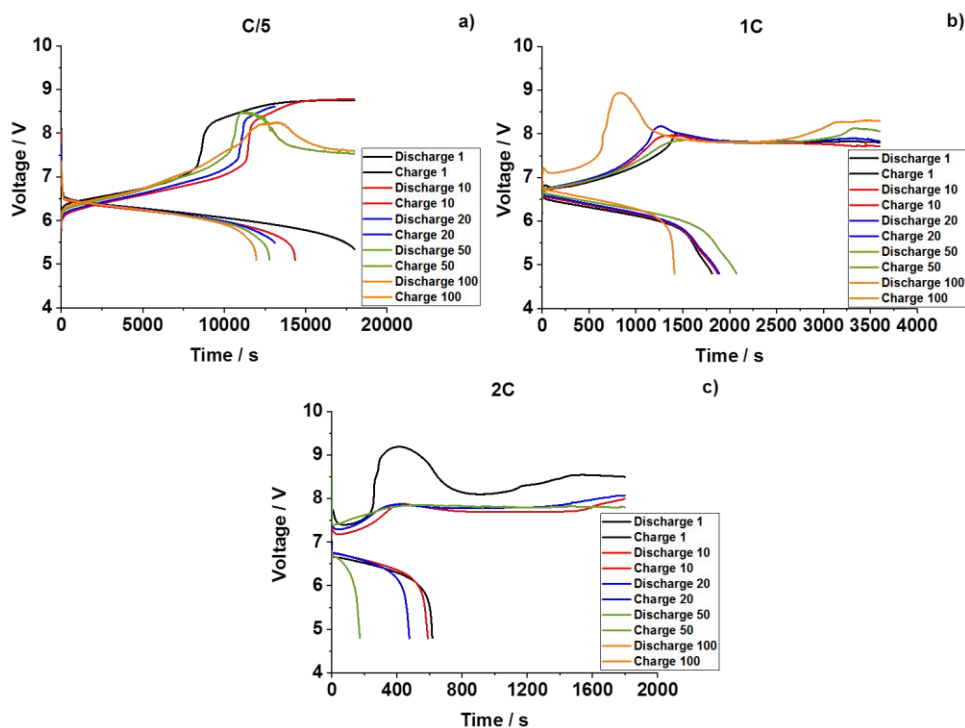 C/5
a)
10
9
8
7
6
5
4
Voltage / V
0
5000
10000
15000
20000
Time / s
Discharge 1
Charge 1
Discharge 10
Charge 10
Discharge 20
Charge 20
Discharge 50
Charge 50
Discharge 100
Charge 100
1C
b)
10
9
8
7
6
5
4
Voltage / V
0
500
1000
1500
2000
2500
3000
3500
4000
Time / s
Discharge 1
Charge 1
Discharge 10
Charge 10
Discharge 20
Charge 20
Discharge 50
Charge 50
Discharge 100
Charge 100
2C
c)
10
9
8
7
6
5
4
Voltage / V
0
400
800
1200
1600
2000
Time / s
Discharge 1
Charge 1
Discharge 10
Charge 10
Discharge 20
Charge 20
Discharge 50
Charge 50
Discharge 100
Charge 100